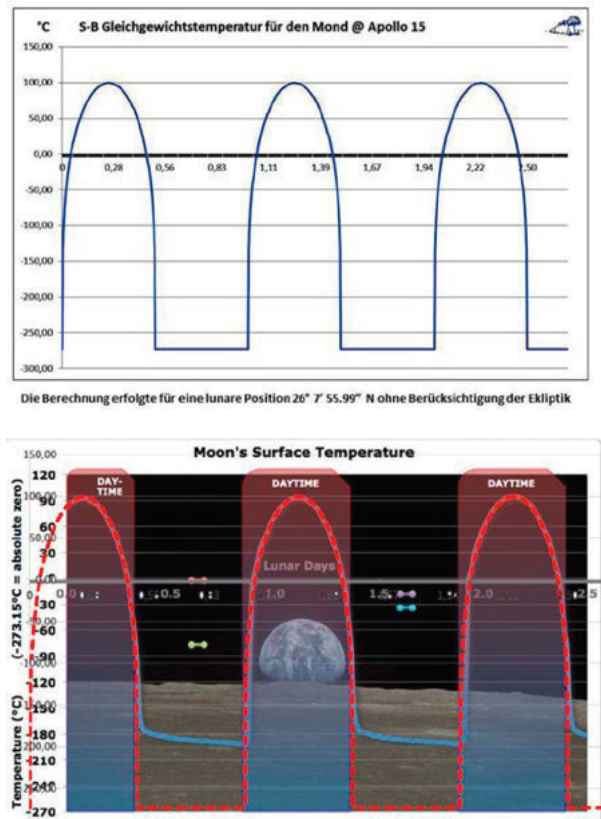 °C S-B Gleichgewichtstemperatur für den Mond @ Apollo 15
150,00
100,00
50,00
0,00
0 0,28 0,56 0,83 1,11 1,39 1,67 1,94 2,22 2,50
-50,00
-100,00
-150,00
-200,00
-250,00
-300,00
Die Berechnung erfolgte für eine lunare Position 26° 7' 55.99" N ohne Berücksichtigung der Ekliptik
Moon's Surface Temperature
150,00
120
DAY-TIME
DAYTIME
DAYTIME
100,00
90
60
50,00
30
Lunar Days
0.0 0.5 1.0 1.5 2.0 2.5
30
-50,00
60
90
-100,00
-120
-150
-180
200,00
-210
-240
-270
Temperature (°C)
(-273.15°C = absolute zero)